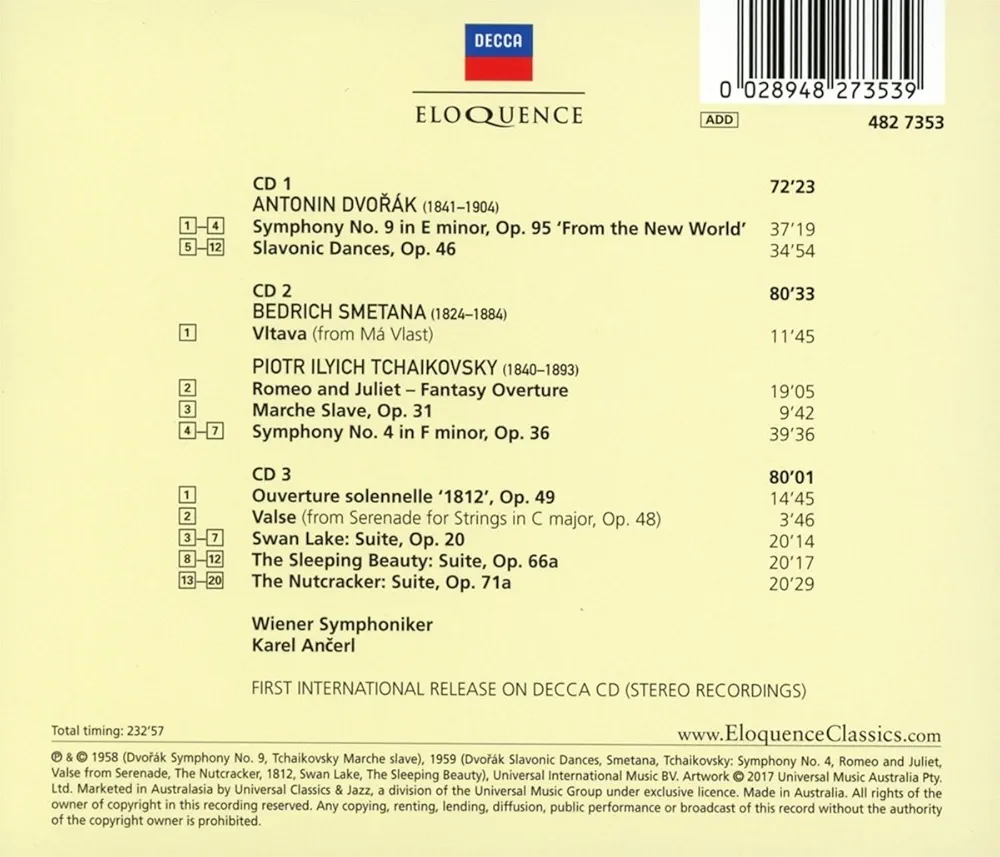 DECCA
ELOQUENCE
0 028948 273539
ADD
482 7353
CD 1 72’23
ANTONIN DVOŘÁK (1841–1904)
1–4 Symphony No. 9 in E minor, Op. 95 ‘From the New World’ 37’19
5–12 Slavonic Dances, Op. 46 34’54
CD 2 80’33
BEDRICH SMETANA (1824–1884)
1 Vltava (from Má Vlast) 11’45
PIOTR ILYICH TCHAIKOVSKY (1840–1893)
2 Romeo and Juliet – Fantasy Overture 19’05
3 Marche Slave, Op. 31 9’42
4–7 Symphony No. 4 in F minor, Op. 36 39’36
CD 3 80’01
1 Ouverture solennelle ‘1812’, Op. 49 14’45
2 Valse (from Serenade for Strings in C major, Op. 48) 3’46
3–7 Swan Lake: Suite, Op. 20 20’14
8–12 The Sleeping Beauty: Suite, Op. 66a 20’17
13–20 The Nutcracker: Suite, Op. 71a 20’29
Wiener Symphoniker
Karel Ančerl
FIRST INTERNATIONAL RELEASE ON DECCA CD (STEREO RECORDINGS)
Total timing: 232’57
www.EloquenceClassics.com
℗ & © 1958 (Dvořák Symphony No. 9, Tchaikovsky Marche slave), 1959 (Dvořák Slavonic Dances, Smetana, Tchaikovsky: Symphony No. 4, Romeo and Juliet,
Valse from Serenade, The Nutcracker, 1812, Swan Lake, The Sleeping Beauty), Universal International Music BV. Artwork © 2017 Universal Music Australia Pty.
Ltd. Marketed in Australasia by Universal Classics & Jazz, a division of the Universal Music Group under exclusive licence. Made in Australia. All rights of the
owner of copyright in this recording reserved. Any copying, renting, lending, diffusion, public performance or broadcast of this record without the authority
of the copyright owner is prohibited.